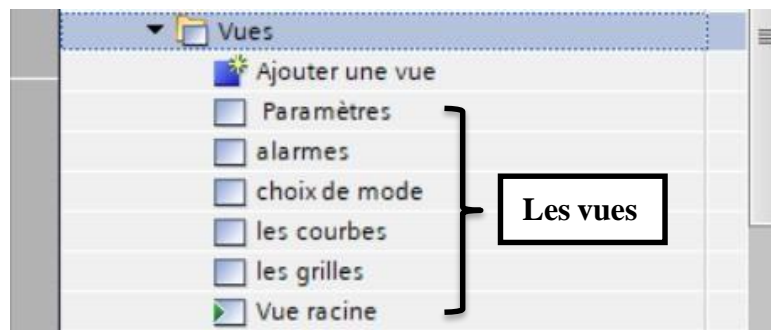 Vues
Ajouter une vue
Paramètres
alarmes
choix de mode
les courbes
les grilles
Vue racine
Les vues